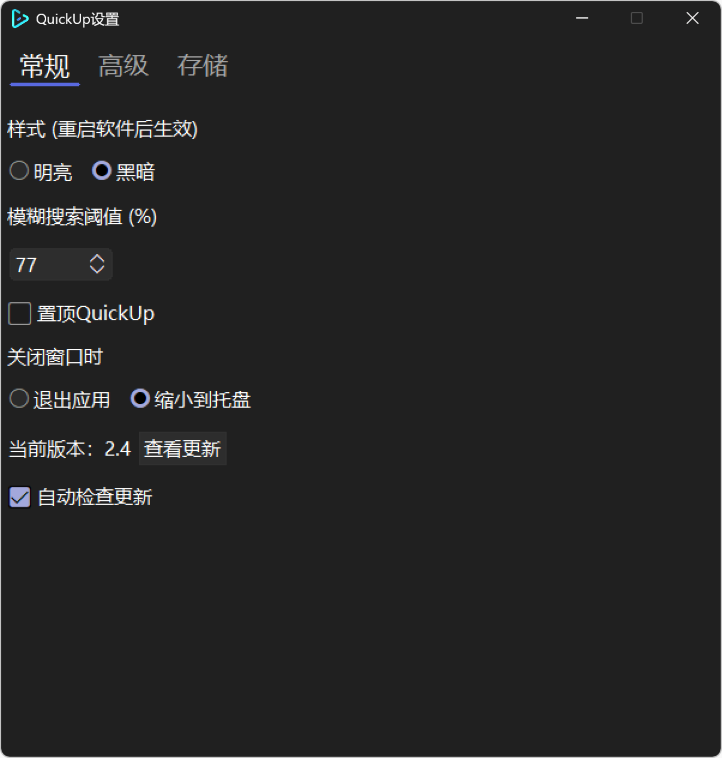 QuickUp设置
常规 高级 存储
样式 (重启软件后生效)
明亮 黑暗
模糊搜索阈值 (%)
77
置顶QuickUp
关闭窗口时
退出应用 缩小到托盘
当前版本：2.4 查看更新
自动检查更新